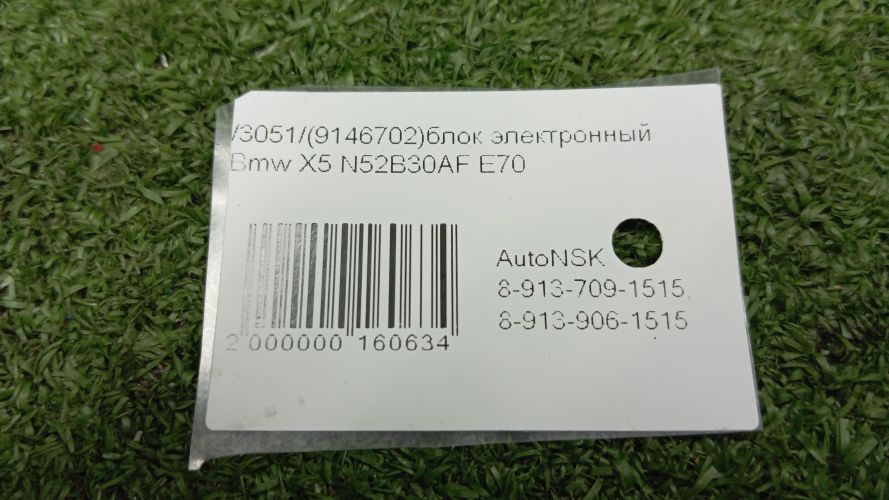 /3051/(9146702)блок электронный
Bmw X5 N52B30AF E70
AutoNSK
8-913-709-1515,
8-913-906-1515
2 000000 160634